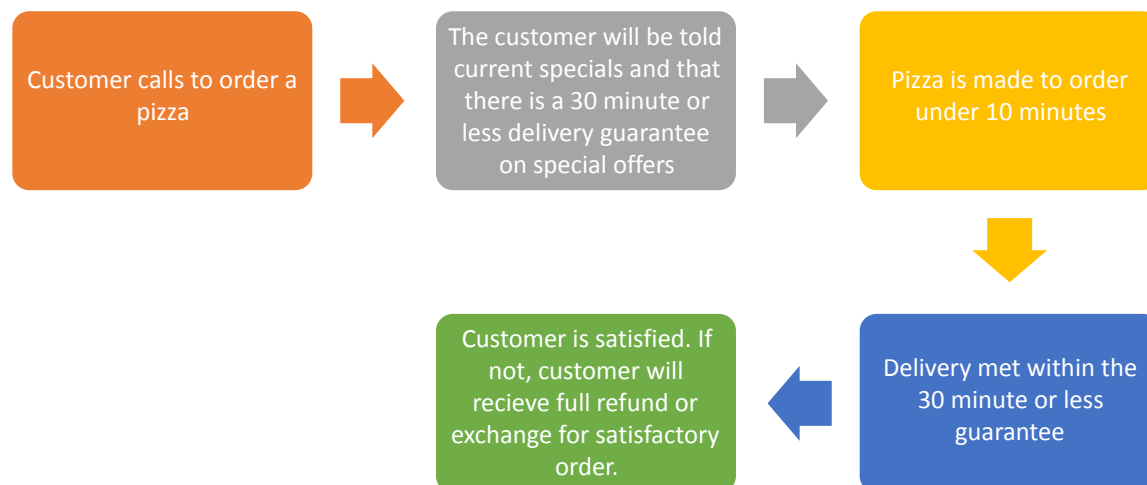 Customer calls to order a
pizza
The customer will be told
current specials and that
there is a 30 minute or
less delivery guarantee
on special offers
Pizza is made to order
under 10 minutes
Delivery met within the
30 minute or less
guarantee
Customer is satisfied. If
not, customer will
recieve full refund or
exchange for satisfactory
order.